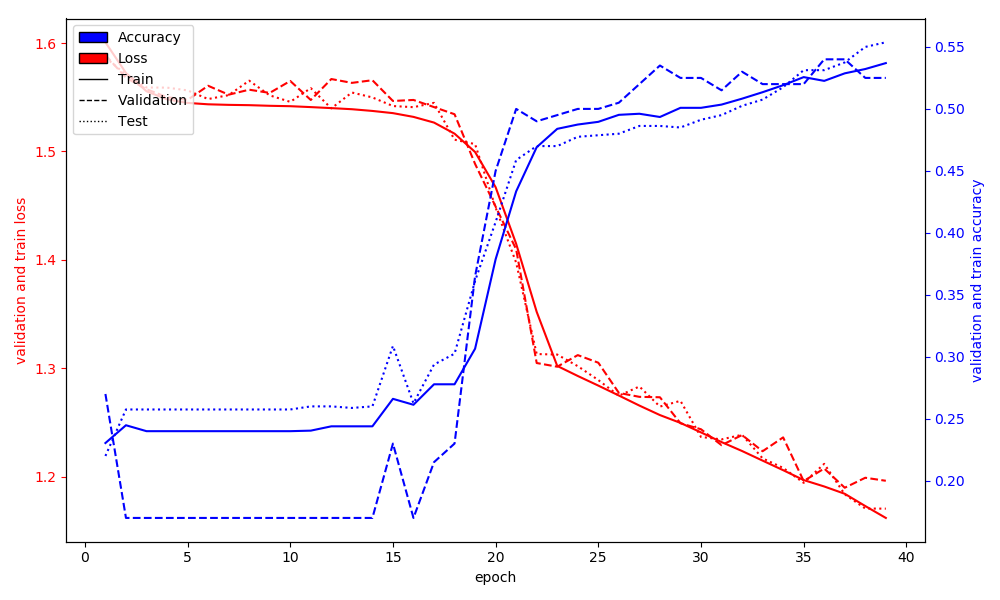 Accuracy
Loss
Train
Validation
Test
1.6
1.5
1.4
1.3
1.2
validation and train loss
0.55
0.50
0.45
0.40
0.35
0.30
0.25
0.20
validation and train accuracy
0 5 10 15 20 25 30 35 40
epoch